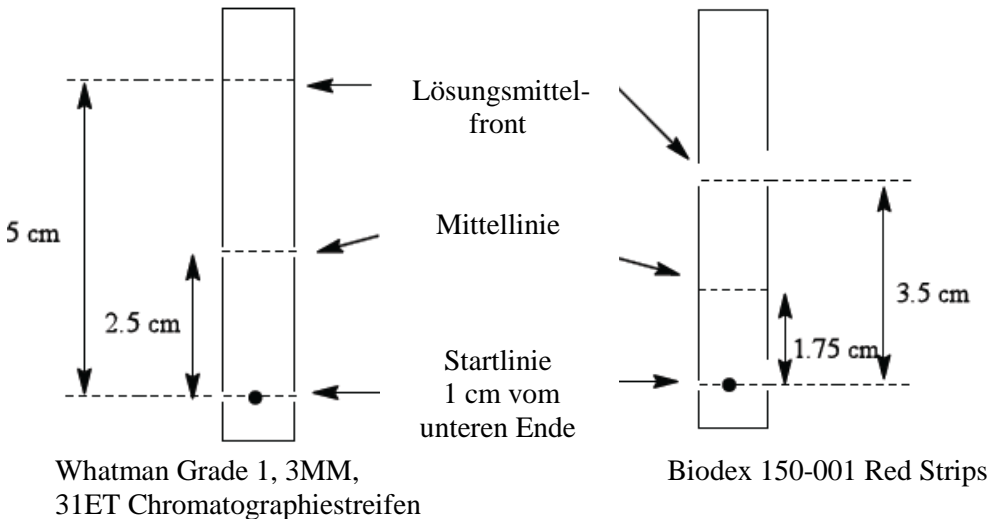 Lösungsmittel-
front
5 cm
Mittellinie
2.5 cm
3.5 cm
1.75 cm
Startlinie
1 cm vom
unteren Ende
Whatman Grade 1, 3MM,
31ET Chromatographiestreifen
Biodex 150-001 Red Strips